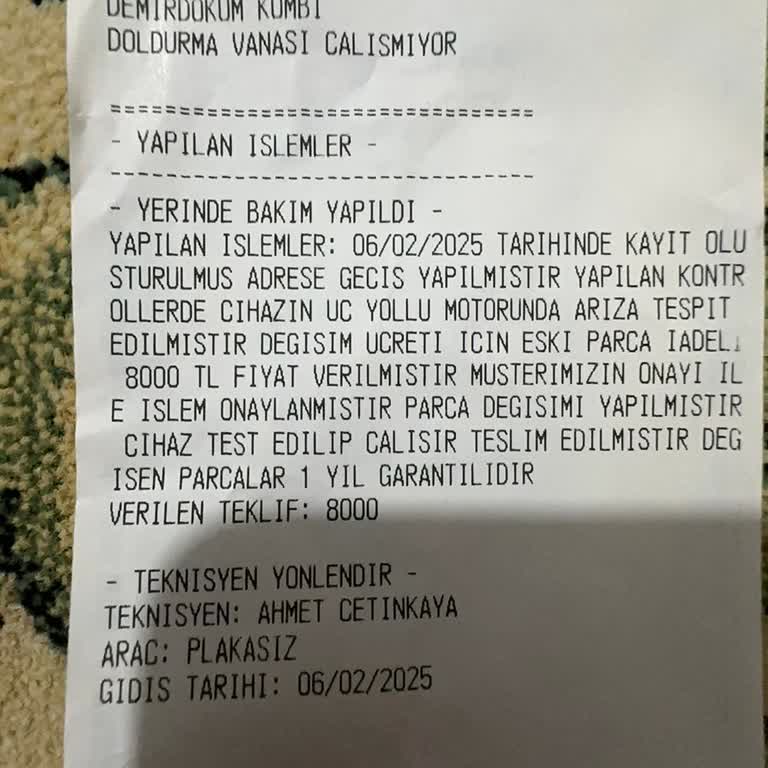 DEMIRDOKUM KOMBI
DOLDURMA VANASI CALISMIYOR
===============================
- YAPILAN ISLEMLER -
-------------------------------
- YERINDE BAKIM YAPILDI -
YAPILAN ISLEMLER: 06/02/2025 TARIHINDE KAYIT OLU
STURULMUS ADRESE GECIS YAPILMISTIR YAPILAN KONTR
OLLERDE CIHAZIN UC YOLLU MOTORUNDA ARIZA TESPIT
EDILMISTIR DEGISIM UCRETI ICIN ESKI PARCA IADELI
8000 TL FIYAT VERILMISTIR MUSTERIMIZIN ONAYI IL
E ISLEM ONAYLANMISTIR PARCA DEGISIMI YAPILMISTIR
CIHAZ TEST EDILIP CALISIR TESLIM EDILMISTIR DEG
ISEN PARCALAR 1 YIL GARANTILIDIR
VERILEN TEKLIF: 8000
- TEKNISYEN YONLENDIR -
TEKNISYEN: AHMET CETINKAYA
ARAC: PLAKASIZ
GIDIS TARIHI: 06/02/2025